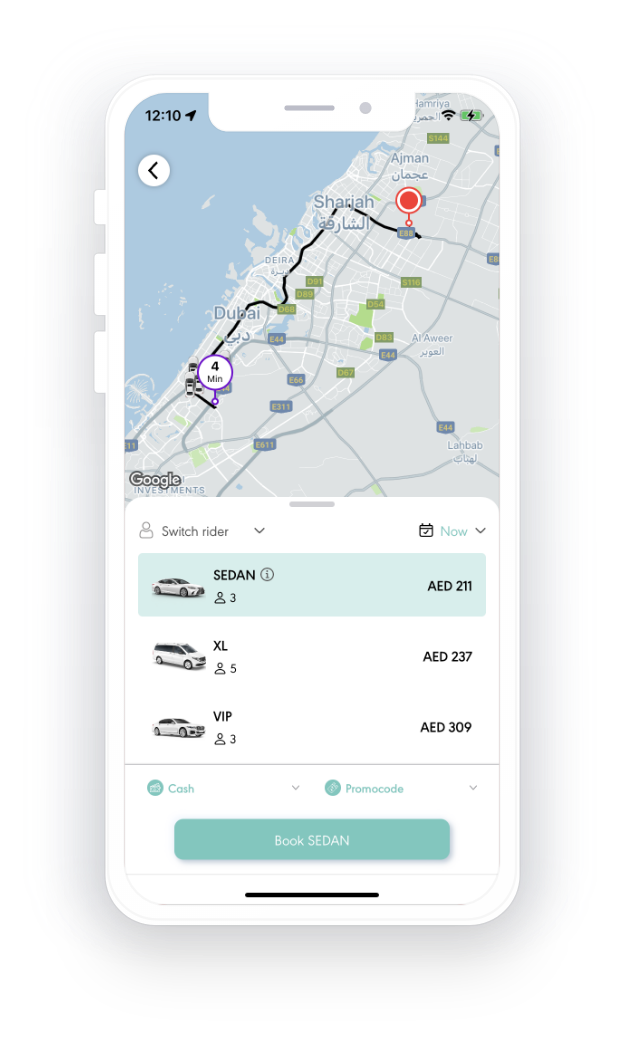 12:10
Hamriya
S144
Ajman
عجمان
Sharjah
الشارقة
E88
DEIRA
ديرة
D91
D89
S116
D54
Dubai
D68
دبي
E44
D83
Al Aweer
العوير
E44
4
Min
E66
D67
E311
E44
E611
Lahbab
لهباب
Google
INVESTMENTS
Switch rider
Now
SEDAN
3
AED 211
XL
5
AED 237
VIP
3
AED 309
Cash
Promocode
Book SEDAN